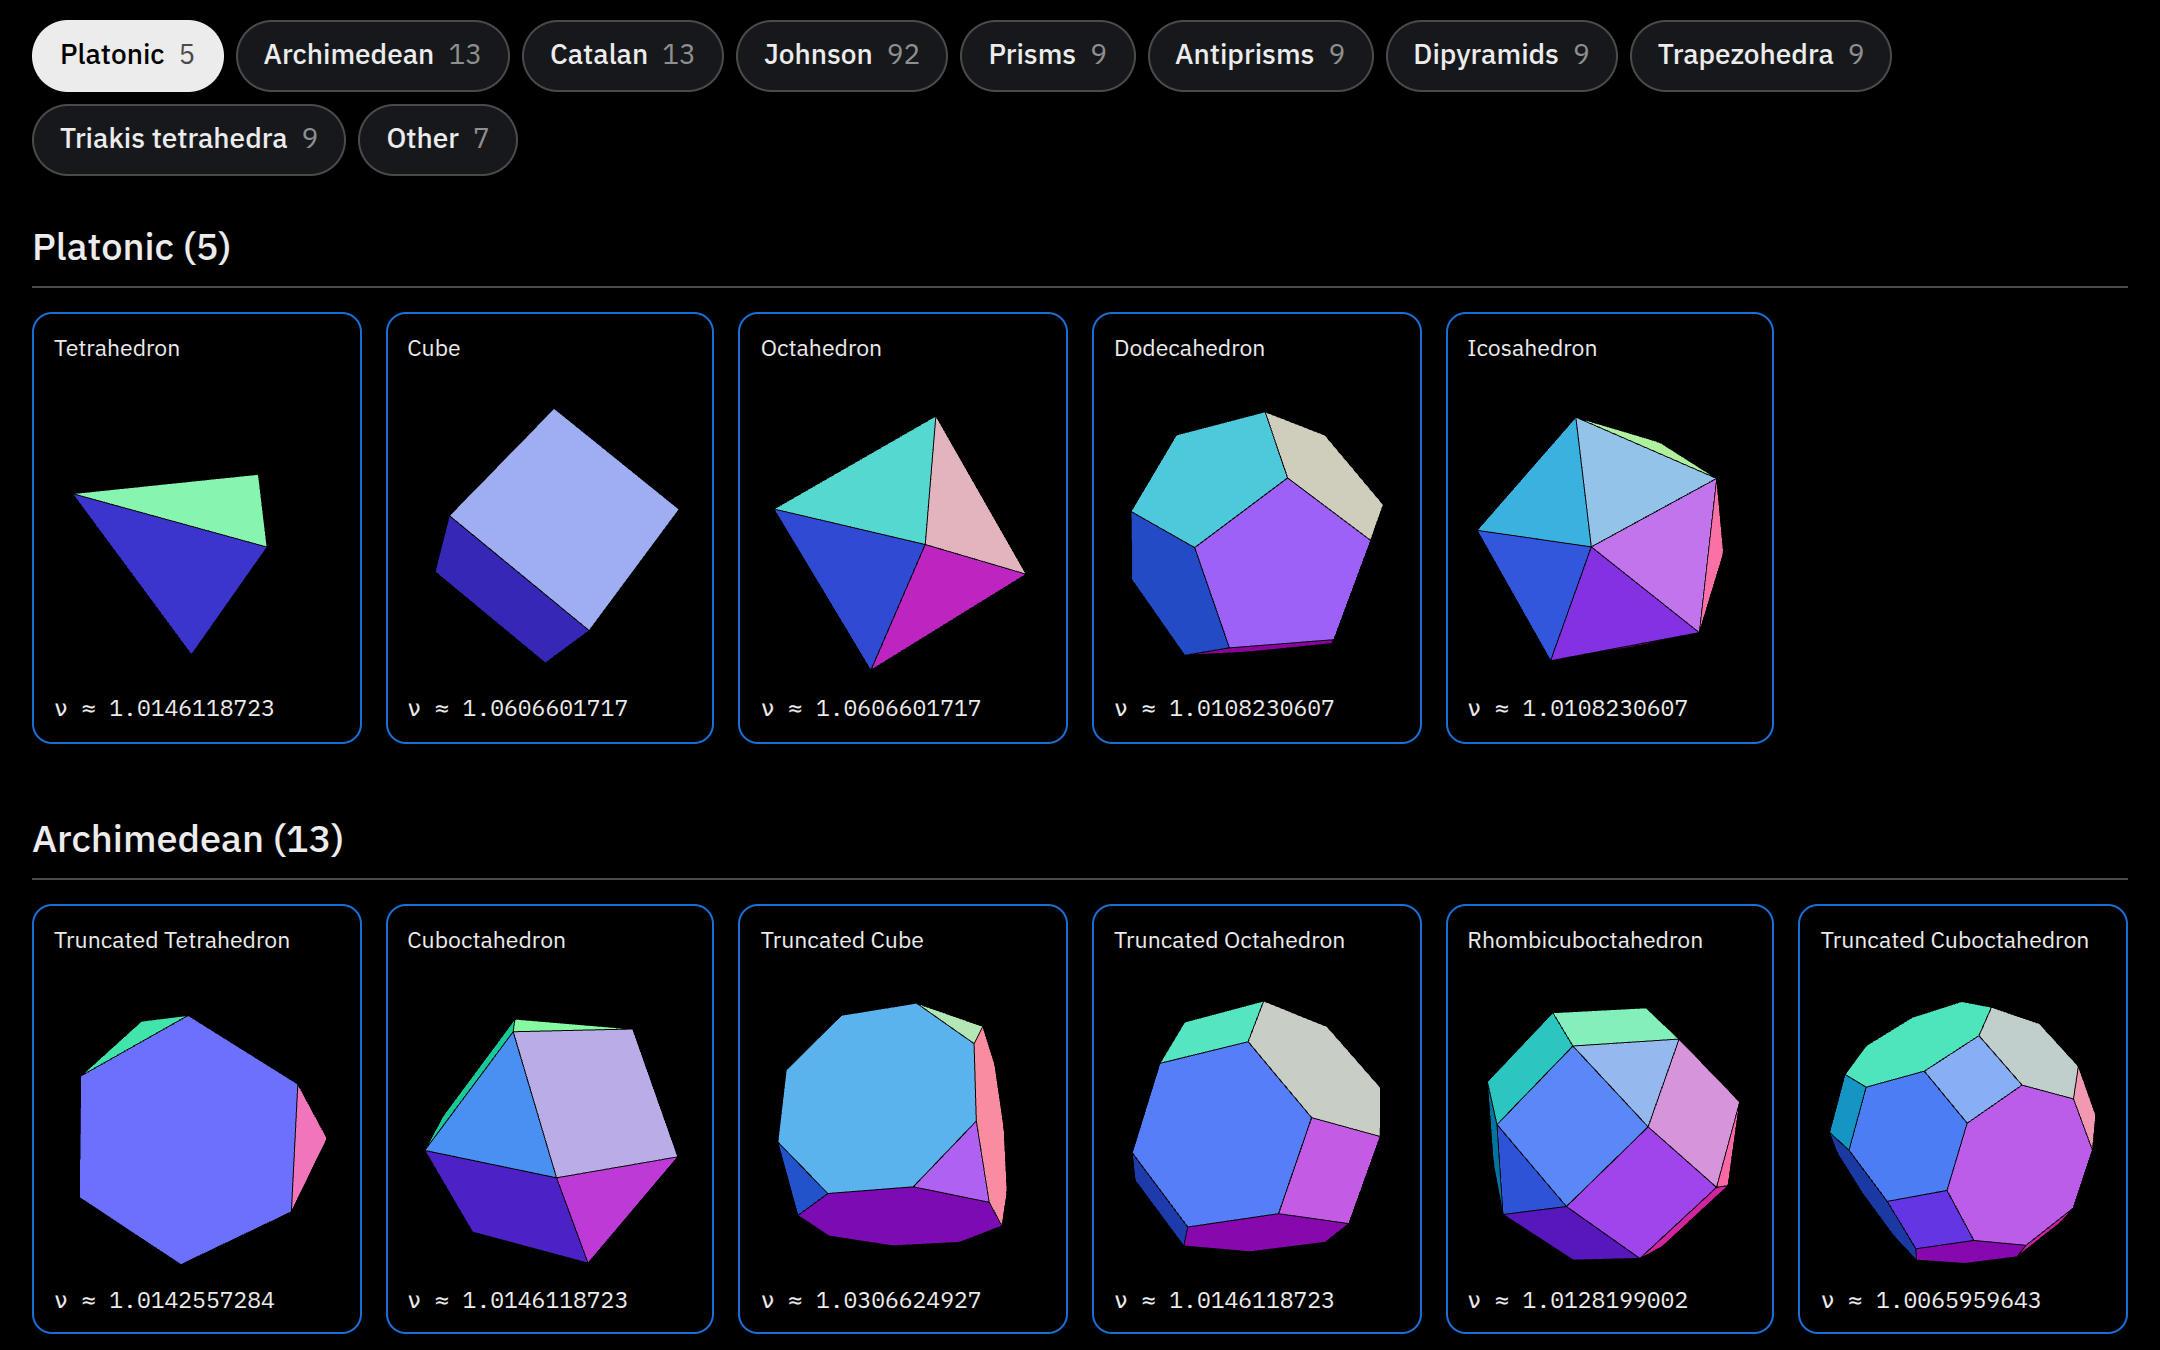 Platonic 5 Archimedean 13 Catalan 13 Johnson 92 Prisms 9 Antiprisms 9 Dipyramids 9 Trapezohedra 9
Triakis tetrahedra 9 Other 7
Platonic (5)
Tetrahedron Cube Octahedron Dodecahedron Icosahedron
ν ≈ 1.0146118723 ν ≈ 1.0606601717 ν ≈ 1.0606601717 ν ≈ 1.0108230607 ν ≈ 1.0108230607
Archimedean (13)
Truncated Tetrahedron Cuboctahedron Truncated Cube Truncated Octahedron Rhombicuboctahedron Truncated Cuboctahedron
ν ≈ 1.0142557284 ν ≈ 1.0146118723 ν ≈ 1.0306624927 ν ≈ 1.0146118723 ν ≈ 1.0128199002 ν ≈ 1.0065959643